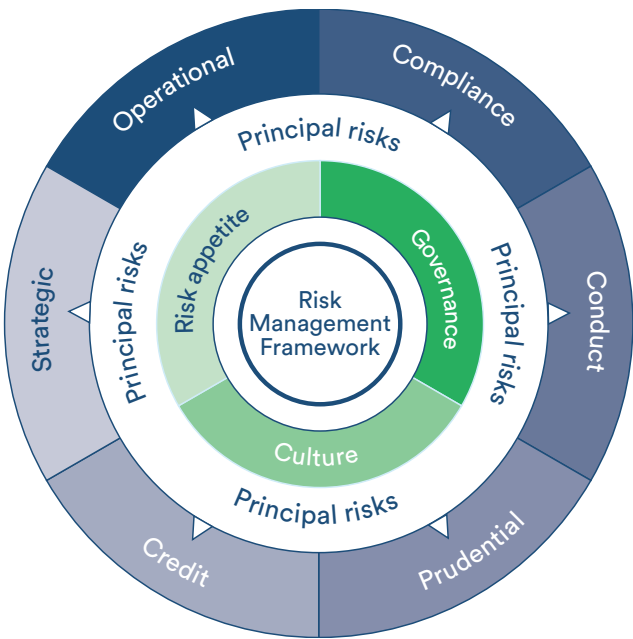 Operational
Compliance
Principal risks
Risk appetite
Governance
Strategic
Principal risks
Risk
Management
Framework
Principal risks
Conduct
Culture
Principal risks
Credit
Prudential